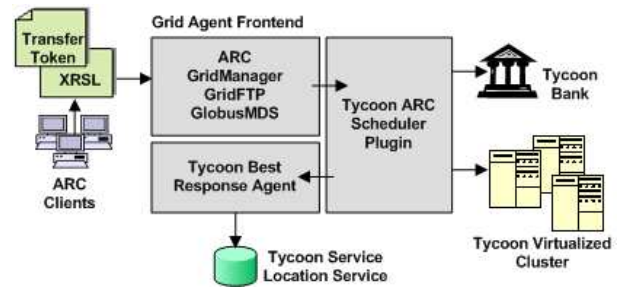 Grid Agent Frontend
Transfer
Token
XRSL
ARC
Clients
ARC
GridManager
GridFTP
GlobusMDS
Tycoon Best
Response Agent
Tycoon ARC
Scheduler
Plugin
Tycoon
Bank
Tycoon Virtualized
Cluster
Tycoon Service
Location Service